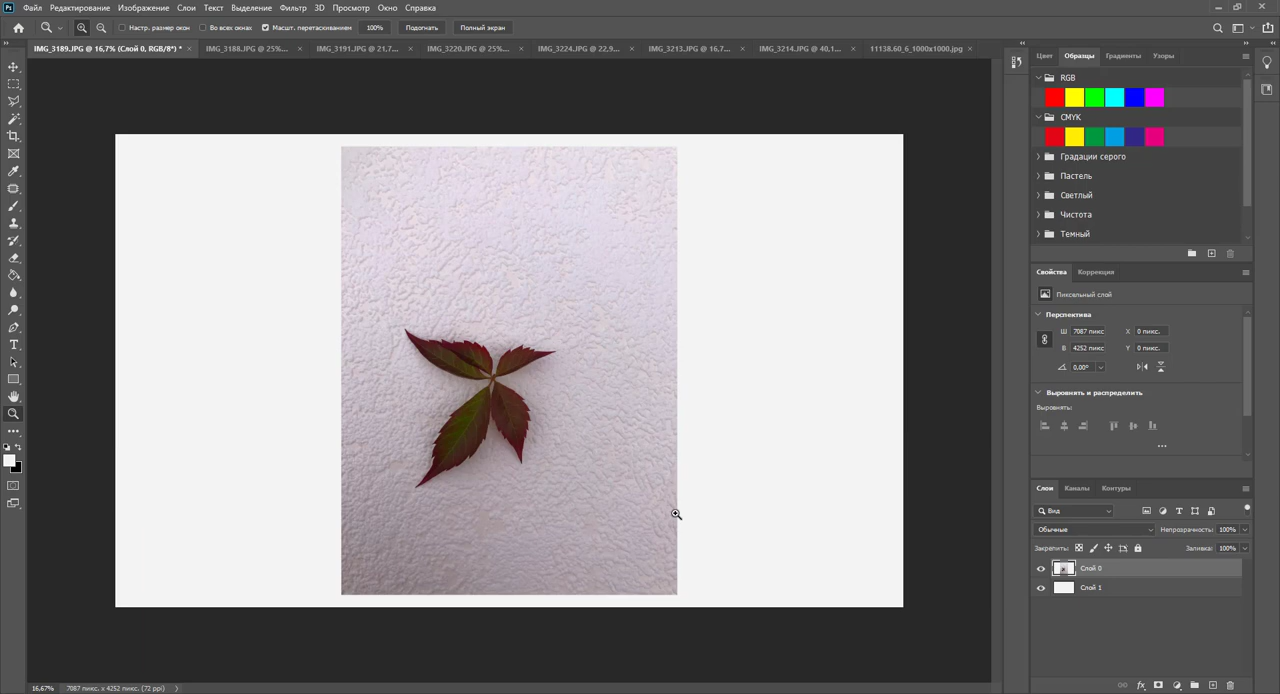 Ps Файл Редактирование Изображение Слои Текст Выделение Фильтр 3D Просмотр Окно Справка
Настр. размер окон Во всех окнах Масшт. перетаскиванием 100% Подогнать Полный экран
IMG_3189.JPG @ 16,7% (Слой 0, RGB/8*) * IMG_3188.JPG @ 25%... IMG_3191.JPG @ 21,7... IMG_3220.JPG @ 25%... IMG_3224.JPG @ 22,9... IMG_3213.JPG @ 16,7... IMG_3214.JPG @ 40,1... 11138.60_6_1000x1000.jpg
Цвет Образцы Градиенты Узоры
RGB
CMYK
Градации серого
Пастель
Светлый
Чистота
Темный
Свойства Коррекция
Пиксельный слой
Перспектива
Ш 7087 пикс X 0 пикс.
В 4252 пикс Y 0 пикс.
0,00°
Выровнять и распределить
Выровнять:
Слои Каналы Контуры
Вид
Обычные Непрозрачность: 100%
Закрепить: Заливка: 100%
Слой 0
Слой 1
16,67% 7087 пикс. x 4252 пикс. (72 ppi)